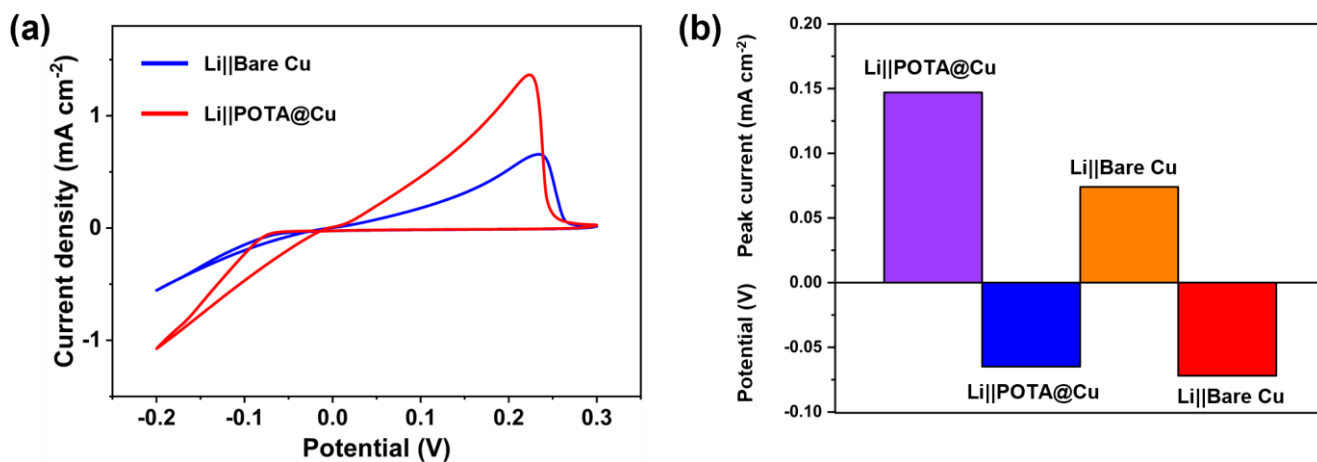 (a)
Current density (mA cm⁻²)
1
0
-1
Li||Bare Cu
Li||POTA@Cu
-0.2 -0.1 0.0 0.1 0.2 0.3
Potential (V)
(b)
Peak current (mA cm⁻²)
Potential (V)
0.20
0.15
0.10
0.05
0.00
-0.05
-0.10
Li||POTA@Cu
Li||Bare Cu
Li||POTA@Cu
Li||Bare Cu